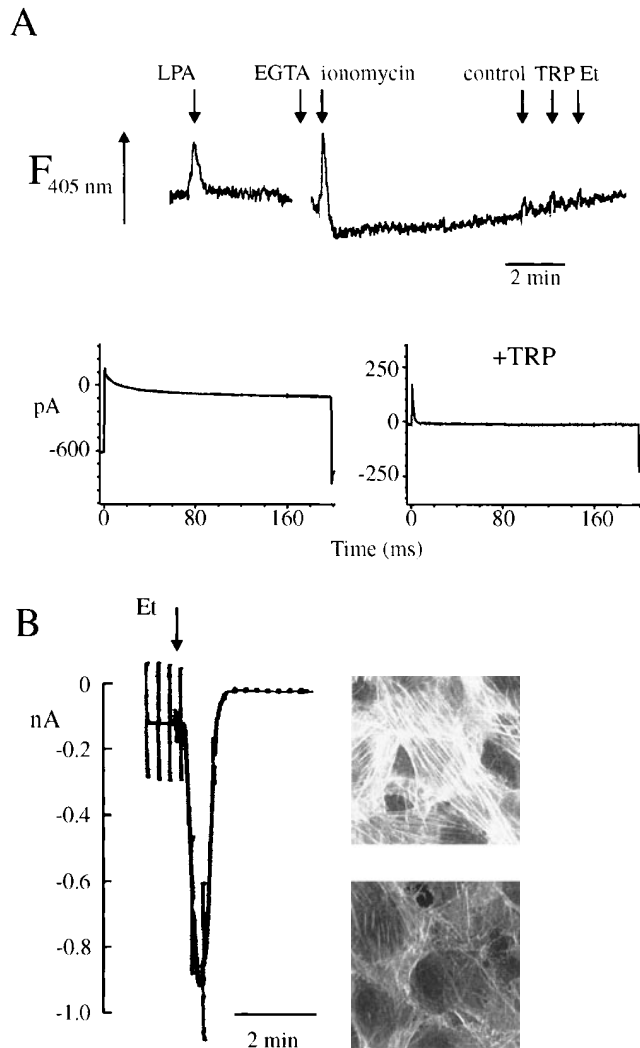 A
LPA EGTA ionomycin control TRP Et
F405 nm
2 min
+TRP
250
0
0
pA
-600
-250
0 80 160 0 80 160
Time (ms)
B
Et
0
nA
-0.2
-0.4
-0.6
-0.8
-1.0
2 min